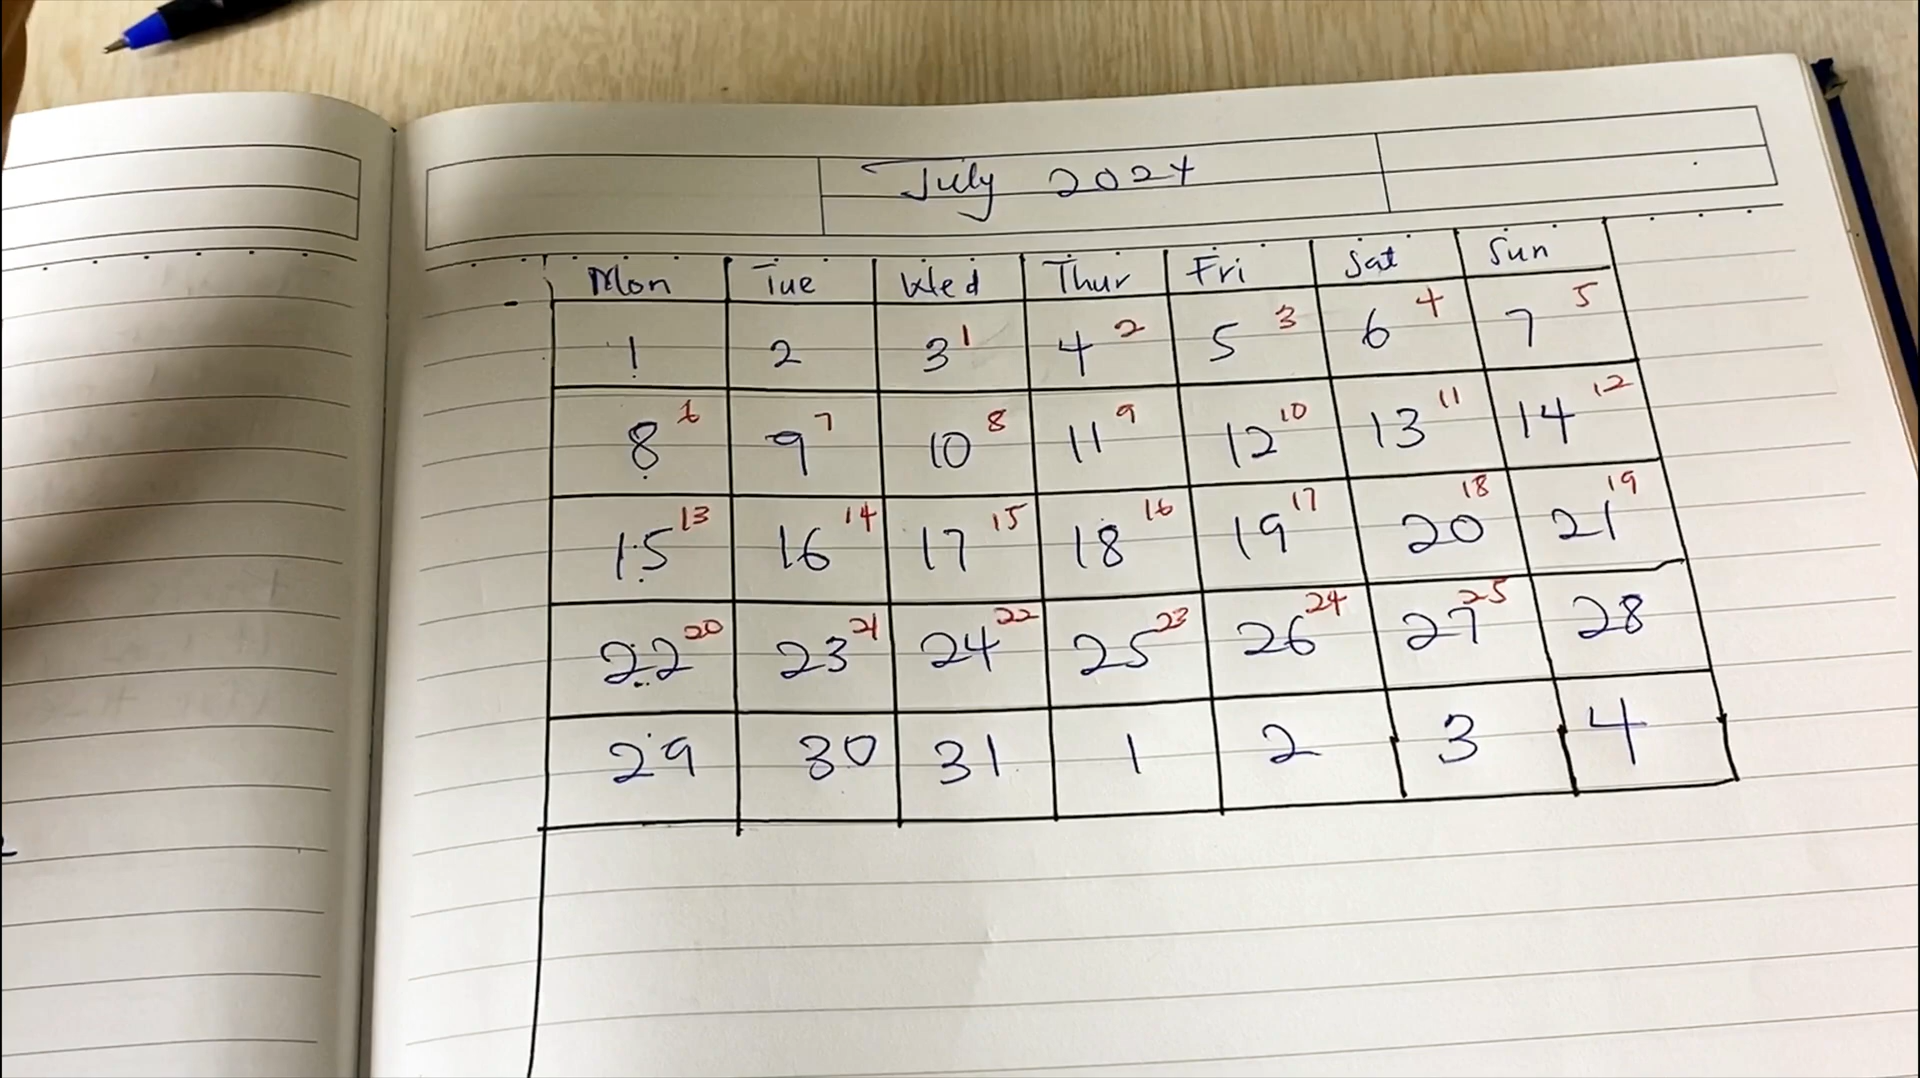 July 2024
Mon Tue Wed Thur Fri Sat Sun
1 2 3 1 4 2 5 3 6 4 7 5
8 6 9 7 10 8 11 9 12 10 13 11 14 12
15 13 16 14 17 15 18 16 19 17 20 18 21 19
22 20 23 21 24 22 25 23 26 24 27 25 28
29 30 31 1 2 3 4